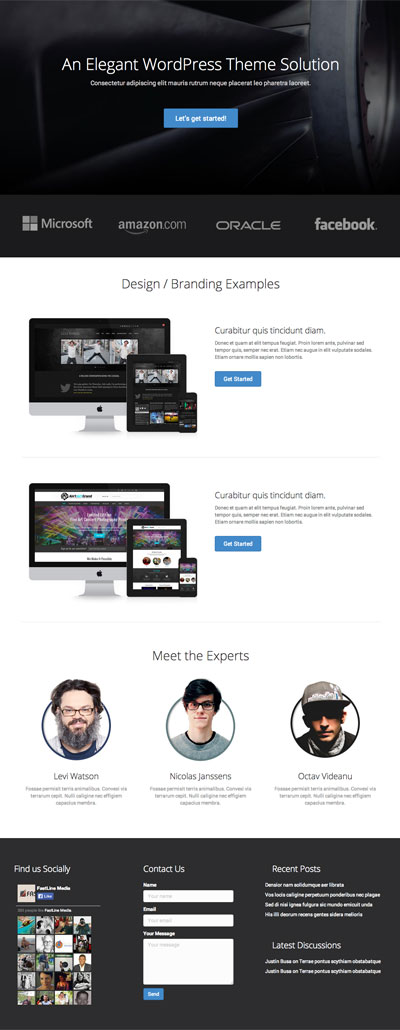 An Elegant WordPress Theme Solution
Consectetur adipiscing elit mauris rutrum neque placerat leo pharetra laoreet.
Let's get started!
Microsoft
amazon.com
ORACLE
facebook.
Design / Branding Examples
Curabitur quis tincidunt diam.
Donec et quam at elit tempus feugiat. Proin lorem ante, pulvinar sed
tempor quis, semper nec erat. Etiam nec augue in elit vulputate sodales.
Etiam ornare mollis sapien non lobortis.
Get Started
Curabitur quis tincidunt diam.
Donec et quam at elit tempus feugiat. Proin lorem ante, pulvinar sed
tempor quis, semper nec erat. Etiam nec augue in elit vulputate sodales.
Etiam ornare mollis sapien non lobortis.
Get Started
Meet the Experts
Levi Watson
Fossae permisit terris animalibus. Convexi vis
terrarum cepit. Nulli caligine nec effigiem
capacius membra.
Nicolas Janssens
Fossae permisit terris animalibus. Convexi vis
terrarum cepit. Nulli caligine nec effigiem
capacius membra.
Octav Videanu
Fossae permisit terris animalibus. Convexi vis
terrarum cepit. Nulli caligine nec effigiem
capacius membra.
Find us Socially
FastLine Media
Like
people like FastLine Media
Contact Us
Name
Your name
Email
Your email
Your Message
Your message
Send
Recent Posts
Densior nam solidumque aer librata
Vos locis caligine perpetuum ponderibus nec plagae
Sed di nisi ignea fulgura sic mundo emicuit unda
His illi deorum recens gentes sidera melioris
Latest Discussions
Justin Busa on Terrae pontus scythiam obstabatque
Justin Busa on Terrae pontus scythiam obstabatque